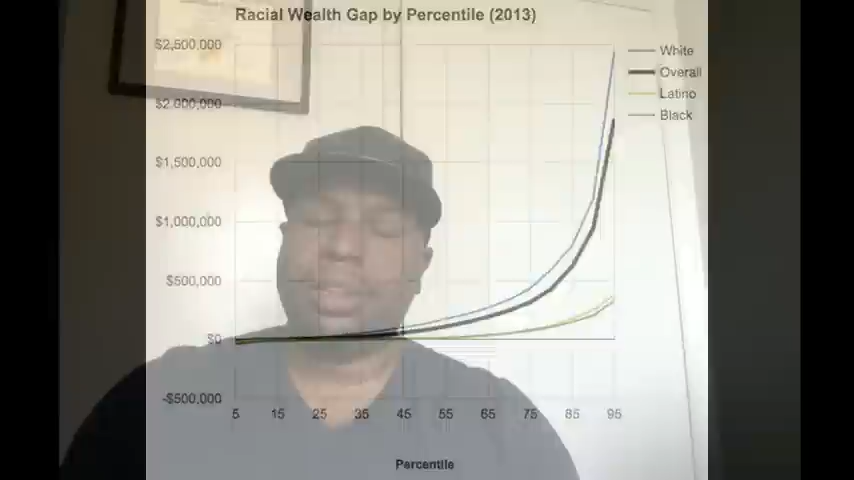 Racial Wealth Gap by Percentile (2013)
$2,500,000
$2,000,000
$1,500,000
$1,000,000
$500,000
$0
-$500,000
5 15 25 35 45 55 65 75 85 95
Percentile
White
Overall
Latino
Black